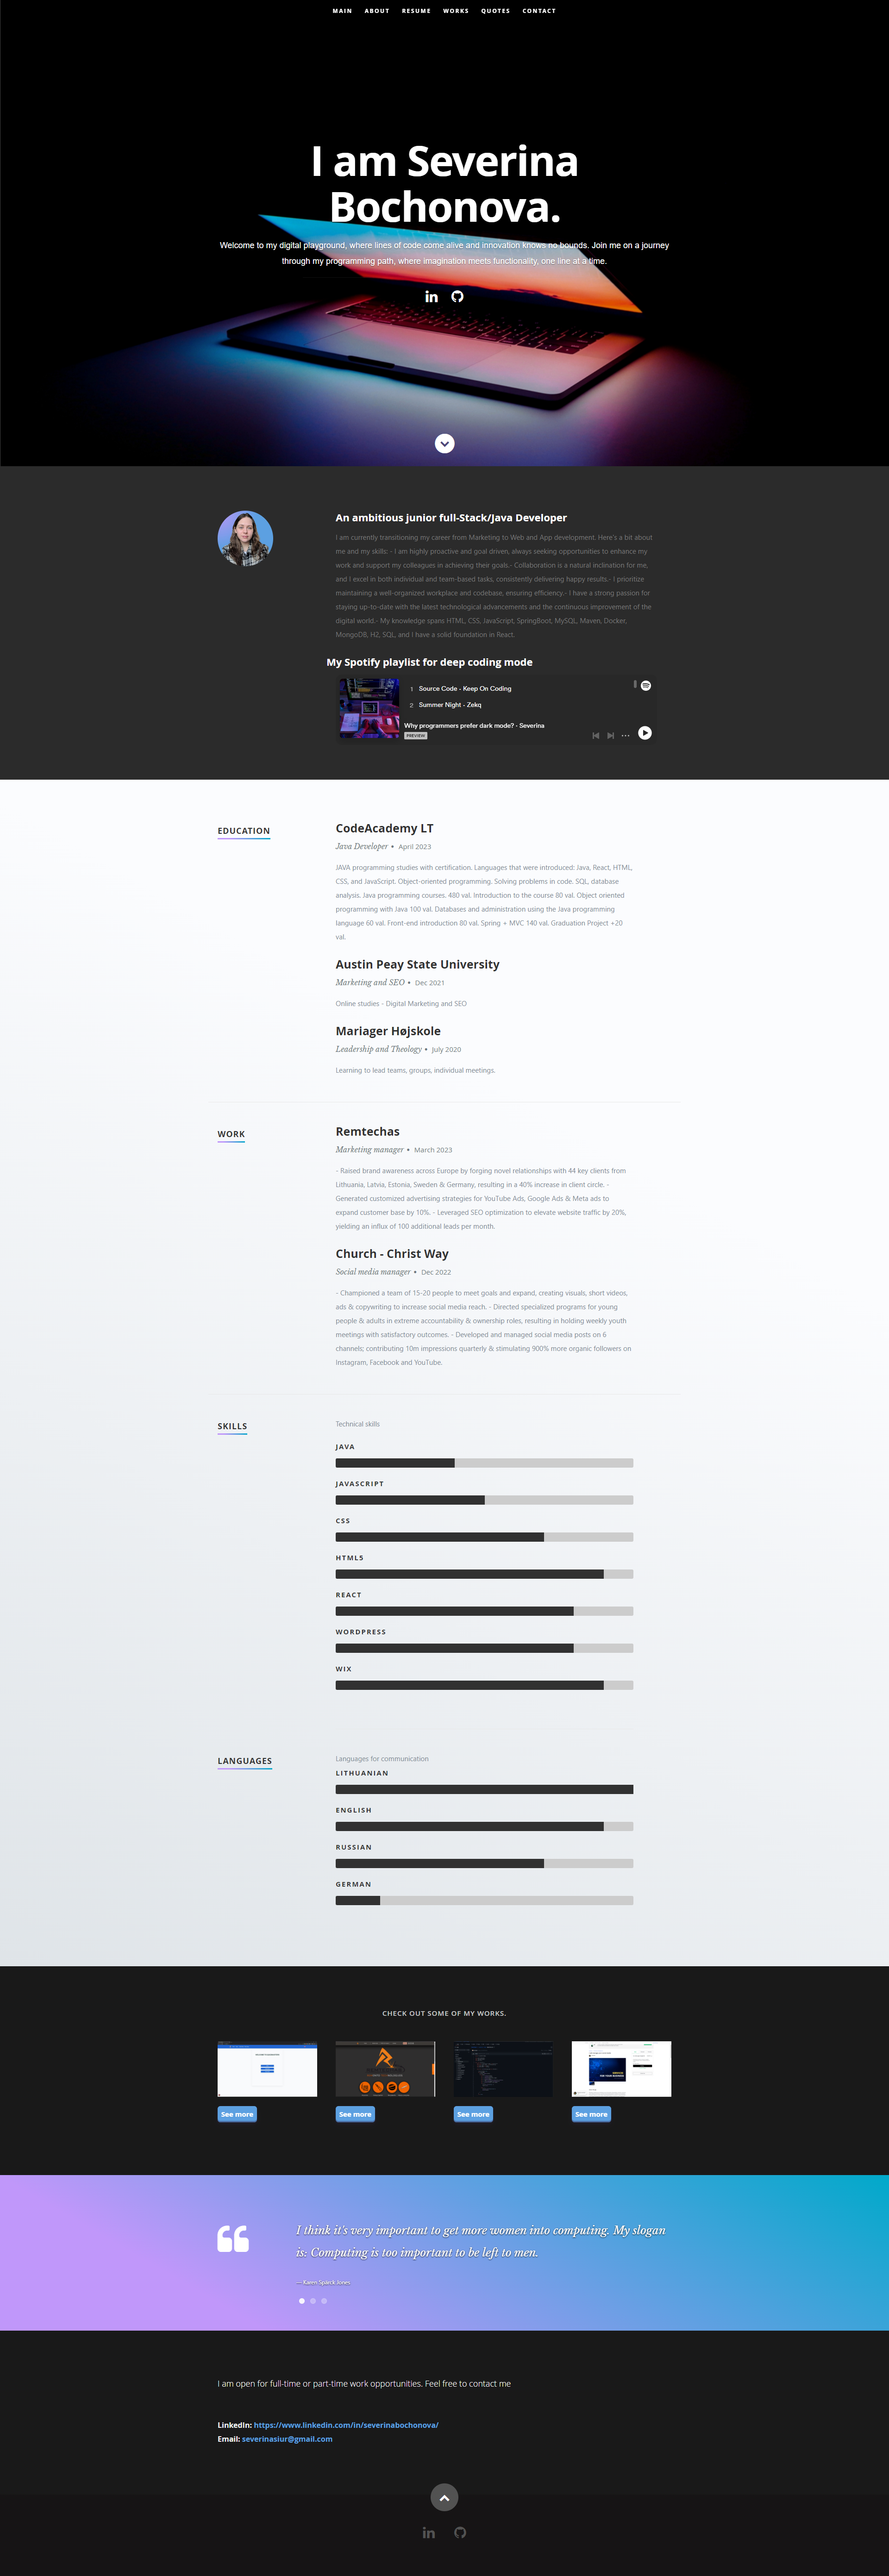 MAIN ABOUT RESUME WORKS QUOTES CONTACT
I am Severina
Bochonova.
Welcome to my digital playground, where lines of code come alive and innovation knows no bounds. Join me on a journey
through my programming path, where imagination meets functionality, one line at a time.
An ambitious junior full-Stack/Java Developer
I am currently transitioning my career from Marketing to Web and App development. Here's a bit about
me and my skills: - I am highly proactive and goal driven, always seeking opportunities to enhance my
work and support my colleagues in achieving their goals.- Collaboration is a natural inclination for me,
and I excel in both individual and team-based tasks, consistently delivering happy results.- I prioritize
maintaining a well-organized workplace and codebase, ensuring efficiency.- I have a strong passion for
staying up-to-date with the latest technological advancements and the continuous improvement of the
digital world.- My knowledge spans HTML, CSS, JavaScript, SpringBoot, MySQL, Maven, Docker,
MongoDB, H2, SQL, and I have a solid foundation in React.
My Spotify playlist for deep coding mode
1 Source Code - Keep On Coding
2 Summer Night - Zekq
Why programmers prefer dark mode? · Severina
PREVIEW
EDUCATION
CodeAcademy LT
Java Developer • April 2023
JAVA programming studies with certification. Languages that were introduced: Java, React, HTML,
CSS, and JavaScript. Object-oriented programming. Solving problems in code. SQL, database
analysis. Java programming courses. 480 val. Introduction to the course 80 val. Object oriented
programming with Java 100 val. Databases and administration using the Java programming
language 60 val. Front-end introduction 80 val. Spring + MVC 140 val. Graduation Project +20
val.
Austin Peay State University
Marketing and SEO • Dec 2021
Online studies - Digital Marketing and SEO
Mariager Højskole
Leadership and Theology • July 2020
Learning to lead teams, groups, individual meetings.
WORK
Remtechas
Marketing manager • March 2023
- Raised brand awareness across Europe by forging novel relationships with 44 key clients from
Lithuania, Latvia, Estonia, Sweden & Germany, resulting in a 40% increase in client circle. -
Generated customized advertising strategies for YouTube Ads, Google Ads & Meta ads to
expand customer base by 10%. - Leveraged SEO optimization to elevate website traffic by 20%,
yielding an influx of 100 additional leads per month.
Church - Christ Way
Social media manager • Dec 2022
- Championed a team of 15-20 people to meet goals and expand, creating visuals, short videos,
ads & copywriting to increase social media reach. - Directed specialized programs for young
people & adults in extreme accountability & ownership roles, resulting in holding weekly youth
meetings with satisfactory outcomes. - Developed and managed social media posts on 6
channels; contributing 10m impressions quarterly & stimulating 900% more organic followers on
Instagram, Facebook and YouTube.
SKILLS
Technical skills
JAVA
JAVASCRIPT
CSS
HTML5
REACT
WORDPRESS
WIX
LANGUAGES
Languages for communication
LITHUANIAN
ENGLISH
RUSSIAN
GERMAN
CHECK OUT SOME OF MY WORKS.
See more See more See more See more
I think it's very important to get more women into computing. My slogan
is: Computing is too important to be left to men.
— Karen Spärck Jones
I am open for full-time or part-time work opportunities. Feel free to contact me
LinkedIn: https://www.linkedin.com/in/severinabochonova/
Email: severinasiur@gmail.com